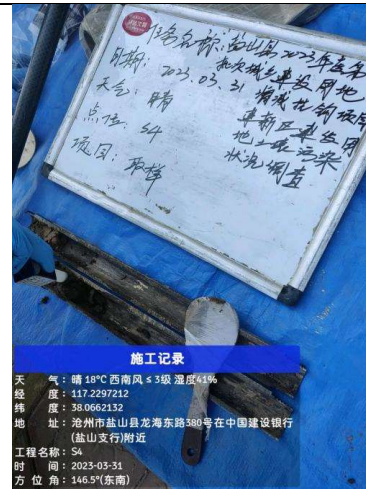 任务名称:盐山县2023年度第
批次城乡建设用地
日期:2023.03.31 增减挂钩项目
天气:晴 建新区
地土壤污染
点位:S4 状况调查
项目:取样
施工记录
天 气:晴 18℃ 西南风 ≤ 3级 湿度41%
经 度:117.2297212
纬 度:38.0662132
地 址:沧州市盐山县龙海东路380号在中国建设银行
(盐山支行)附近
工程名称:S4
时 间:2023-03-31
方 位 角:146.5°(东南)